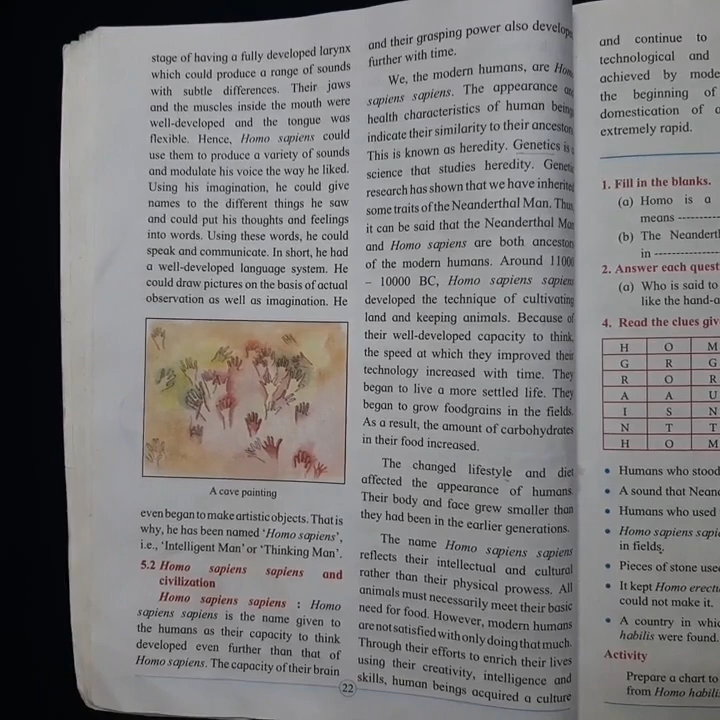 stage of having a fully developed larynx
which could produce a range of sounds
with subtle differences. Their jaws
and the muscles inside the mouth were
well-developed and the tongue was
flexible. Hence, Homo sapiens could
use them to produce a variety of sounds
and modulate his voice the way he liked.
Using his imagination, he could give
names to the different things he saw
and could put his thoughts and feelings
into words. Using these words, he could
speak and communicate. In short, he had
a well-developed language system. He
could draw pictures on the basis of actual
observation as well as imagination. He
A cave painting
even began to make artistic objects. That is
why, he has been named 'Homo sapiens',
i.e., 'Intelligent Man' or 'Thinking Man'.
5.2 Homo sapiens sapiens and
civilization
Homo sapiens sapiens : Homo
sapiens sapiens is the name given to
the humans as their capacity to think
developed even further than that of
Homo sapiens. The capacity of their brain
and their grasping power also develope
further with time.
We, the modern humans, are Hom
sapiens sapiens. The appearance an
health characteristics of human being
indicate their similarity to their ancestors
This is known as heredity. Genetics is a
science that studies heredity. Genetic
research has shown that we have inherited
some traits of the Neanderthal Man. Thus
it can be said that the Neanderthal Man
and Homo sapiens are both ancestors
of the modern humans. Around 11000
– 10000 BC, Homo sapiens sapiens
developed the technique of cultivating
land and keeping animals. Because of
their well-developed capacity to think,
the speed at which they improved their
technology increased with time. They
began to live a more settled life. They
began to grow foodgrains in the fields.
As a result, the amount of carbohydrates
in their food increased.
The changed lifestyle and diet
affected the appearance of humans.
Their body and face grew smaller than
they had been in the earlier generations.
The name Homo sapiens sapiens
reflects their intellectual and cultural
rather than their physical prowess. All
animals must necessarily meet their basic
need for food. However, modern humans
are not satisfied with only doing that much.
Through their efforts to enrich their lives
using their creativity, intelligence and
skills, human beings acquired a culture
22
and continue to
technological and
achieved by mode
the beginning of
domestication of a
extremely rapid.
1. Fill in the blanks.
(a) Homo is a
means ---------
(b) The Neanderth
in --------------
2. Answer each quest
(a) Who is said to
like the hand-a
4. Read the clues giv
H O M
G R G
R O R
A A U
I S N
N T T
H O M
• Humans who stood
• A sound that Neand
• Humans who used
• Homo sapiens sapie
in fields.
• Pieces of stone used
• It kept Homo erectu
could not make it.
• A country in whic
habilis were found.
Activity
Prepare a chart to
from Homo habilis